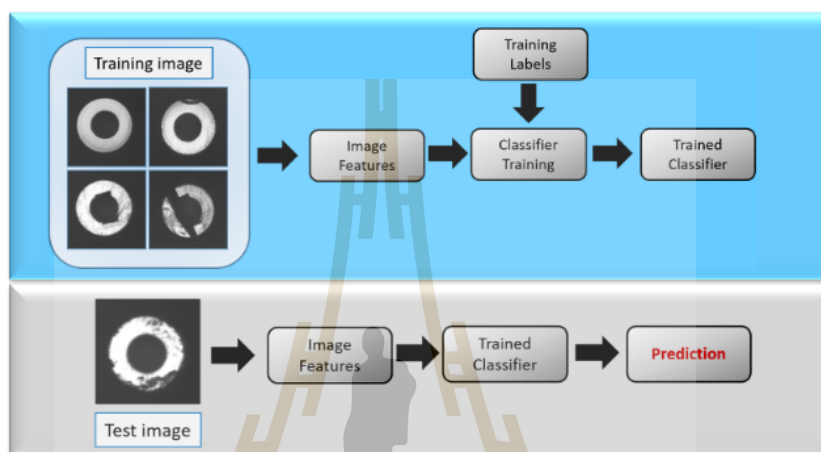 Training image
Training
Labels
Image
Features
Classifier
Training
Trained
Classifier
Image
Features
Trained
Classifier
Prediction
Test image